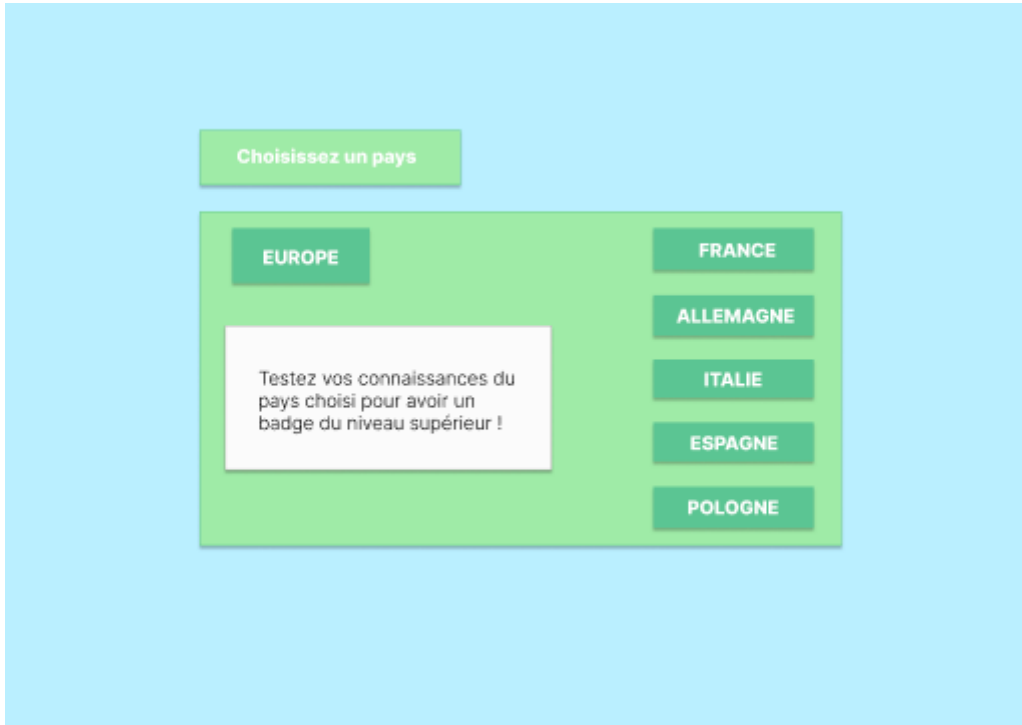 Choisissez un pays
EUROPE
Testez vos connaissances du
pays choisi pour avoir un
badge du niveau supérieur !
FRANCE
ALLEMAGNE
ITALIE
ESPAGNE
POLOGNE